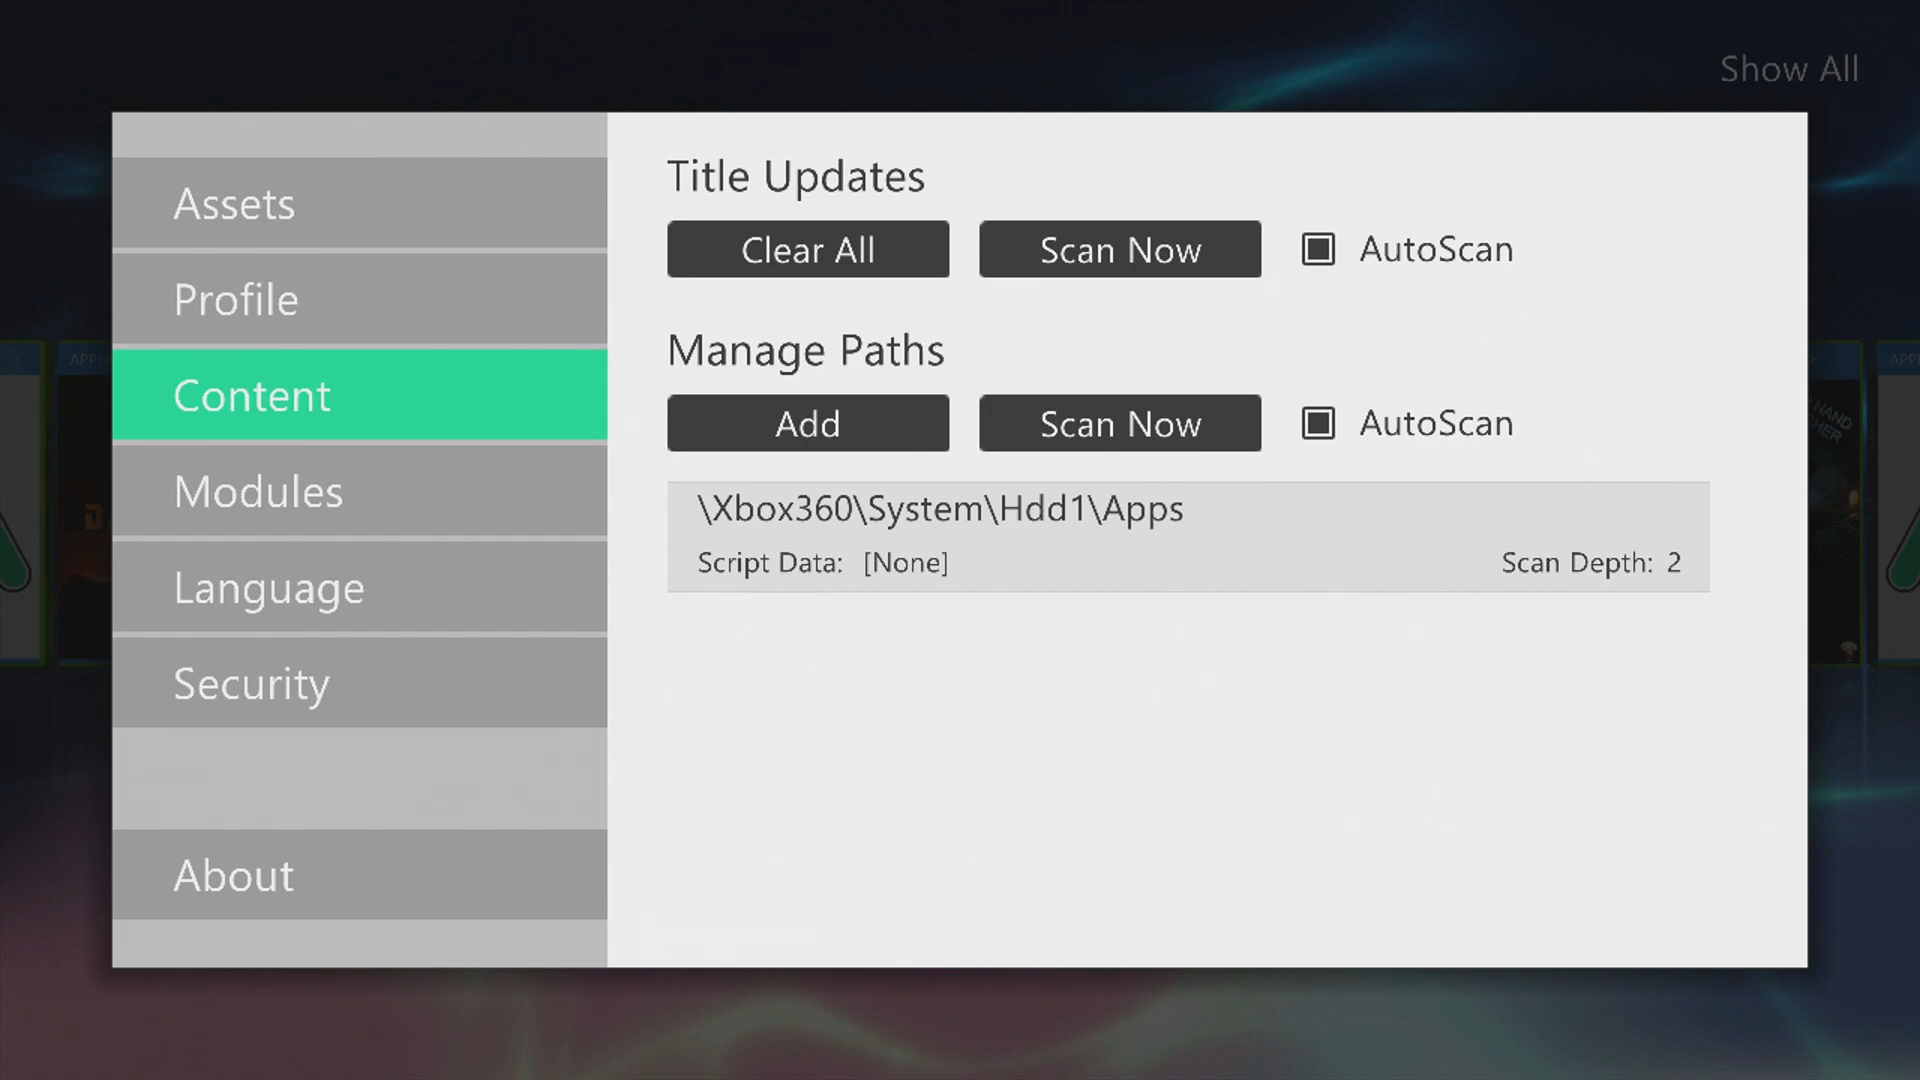 Show All
Assets
Profile
Content
Modules
Language
Security
About
Title Updates
Clear All
Scan Now
AutoScan
Manage Paths
Add
Scan Now
AutoScan
\Xbox360\System\Hdd1\Apps
Script Data: [None]
Scan Depth: 2
NAND